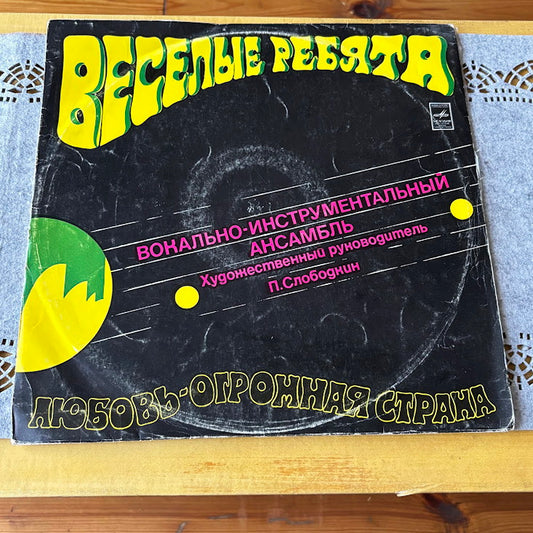 ВЕСЕЛЫЕ РЕБЯТА
ВОКАЛЬНО-ИНСТРУМЕНТАЛЬНЫЙ
АНСАМБЛЬ
Художественный руководитель
П.Слободкин
ЛЮБОВЬ-ОГРОМНАЯ СТРАНА